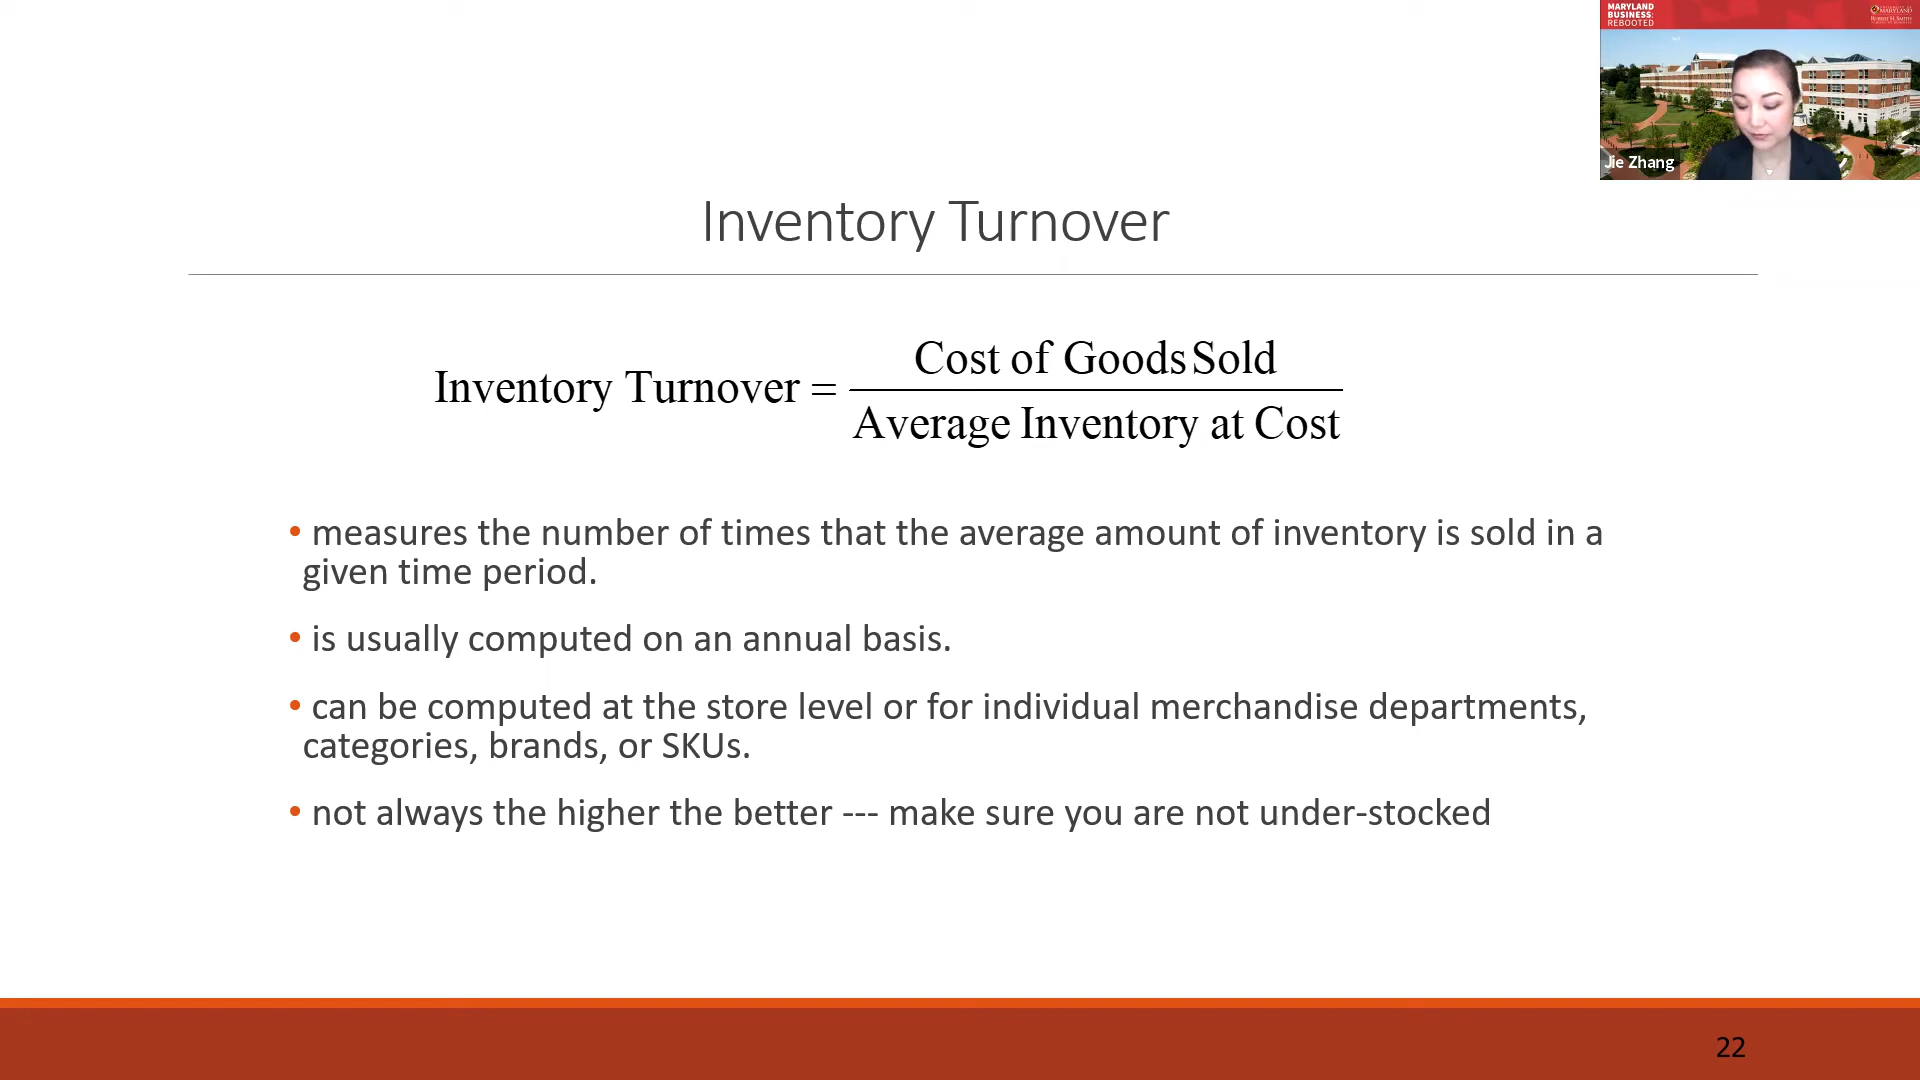 MARYLAND
BUSINESS:
REBOOTED
MARYLAND
Jie Zhang
Inventory Turnover
Inventory Turnover = Cost of Goods Sold
Average Inventory at Cost
• measures the number of times that the average amount of inventory is sold in a
given time period.
• is usually computed on an annual basis.
• can be computed at the store level or for individual merchandise departments,
categories, brands, or SKUs.
• not always the higher the better --- make sure you are not under-stocked
22